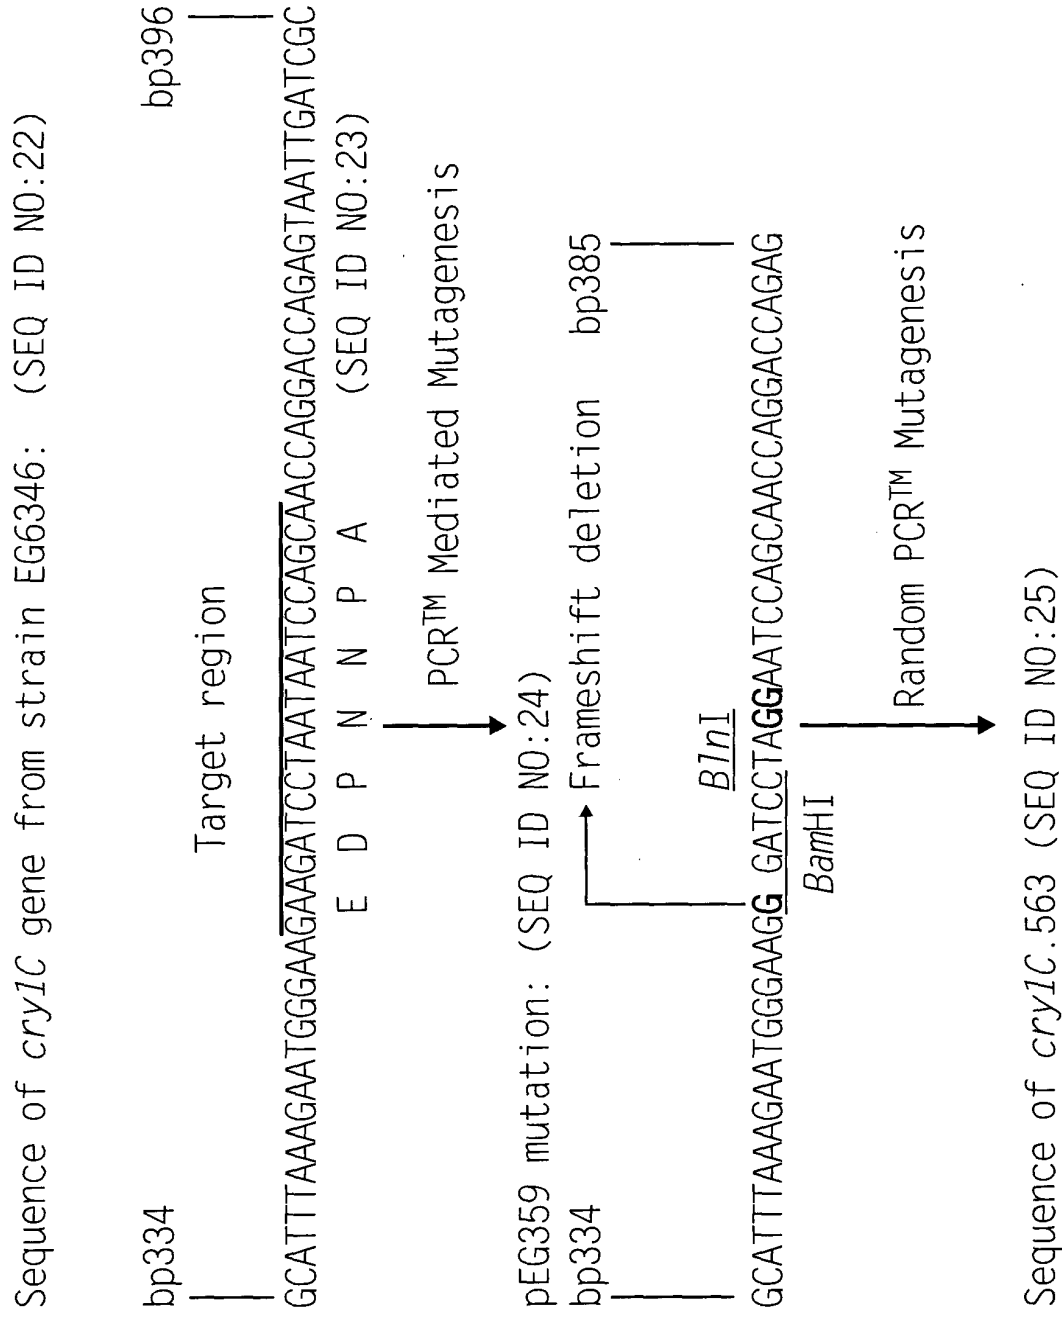 Sequence of cry1C gene from strain EG6346: (SEQ ID NO:22)
bp334 bp396
Target region
GCATTTAAAGAATGGGAAGAAGATCCTAATAATCCAGCAACCAGGACCAGAGTAATTGATCGC
E D P N N P A (SEQ ID NO:23)
PCR™ Mediated Mutagenesis
pEG359 mutation: (SEQ ID NO:24)
bp334 Frameshift deletion bp385
BlnI
GCATTTAAAGAATGGGAAGG GATCCTAGGAATCCAGCAACCAGGACCAGAG
BamHI
Random PCR™ Mutagenesis
Sequence of cry1C.563 (SEQ ID NO:25)